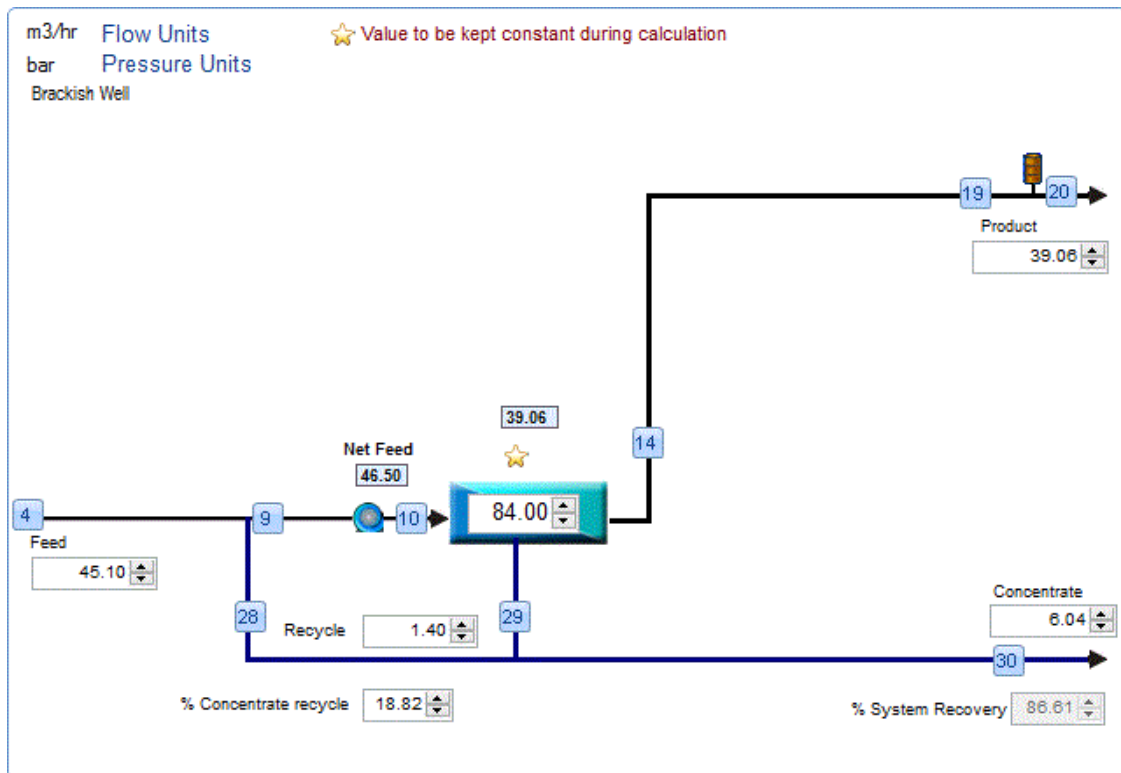 m3/hr Flow Units
Value to be kept constant during calculation
bar Pressure Units
Brackish Well
19
20
Product
39.06
39.06
14
Net Feed
46.50
4
9
10
84.00
Feed
45.10
28
Recycle
1.40
29
Concentrate
6.04
30
% Concentrate recycle
18.82
% System Recovery
86.61